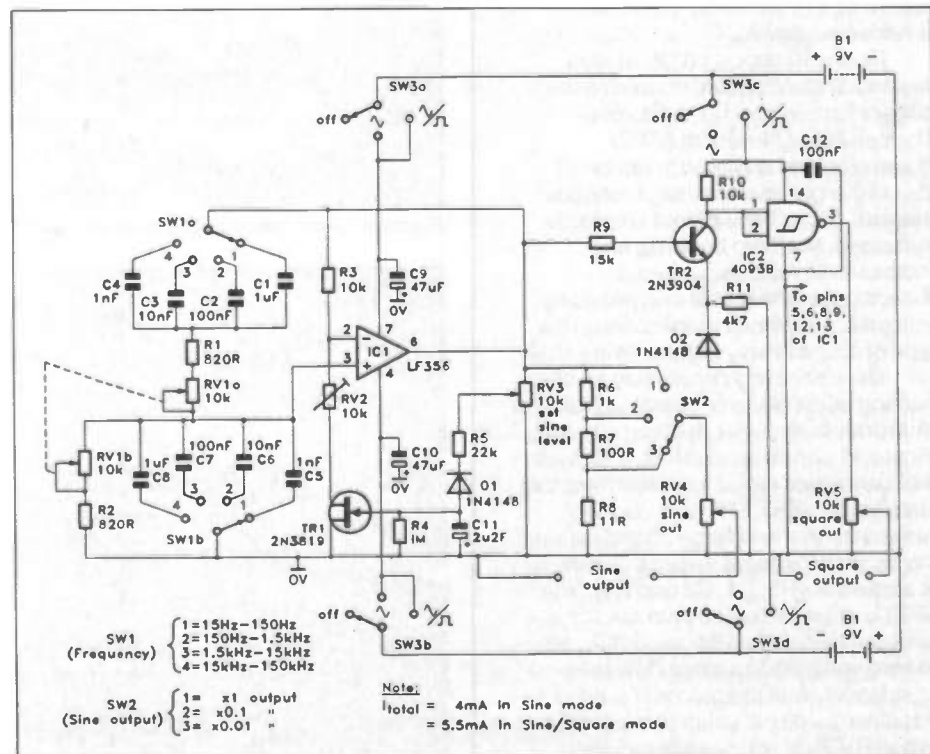 B1
+ 9V −
SW3a
SW3c
off
off
C12
100nF
R10
10k
14
1
2
3
7
IC2
4093B
SW1a
4
3
2
1
C4
1nF
C3
10nF
C2
100nF
C1
1uF
R3
10k
C9
47uF
0V
R9
15k
TR2
2N3904
R11
4k7
To pins
5,6,8,9,
12,13
of IC1
R1
820R
2
3
7
6
4
IC1
LF356
D2
1N4148
RV1a
10k
RV2
10k
RV3
10k
set
sine
level
R6
1k
1
2
3
SW2
RV1b
10k
1uF
C8
100nF
C7
10nF
C6
1nF
C5
C10
47uF
0V
R5
22k
R7
100R
D1
1N4148
RV4
10k
sine
out
RV5
10k
square
out
R2
820R
4
3
2
1
SW1b
TR1
2N3819
R4
1M
C11
2u2F
R8
11R
0V
Sine
output
Square
output
off
SW3b
off
SW3d
B1
− 9V +
SW1
(Frequency)
1=15Hz-150Hz
2=150Hz-1.5kHz
3=1.5kHz-15kHz
4=15kHz-150kHz
SW2
(Sine output)
1= x1 output
2= x0.1 "
3= x0.01 "
Note:
Itotal = 4mA in Sine mode
= 5.5mA in Sine/Square mode